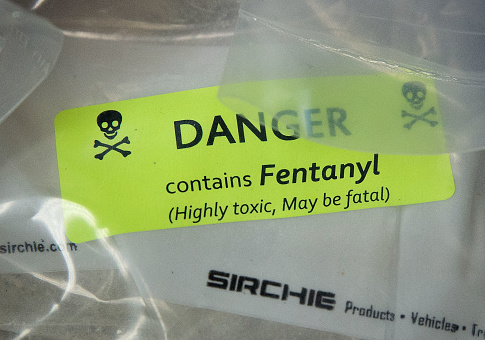 DANGER
contains Fentanyl
(Highly toxic, May be fatal)
sirchie.com
SIRCHIE Products • Vehicles •